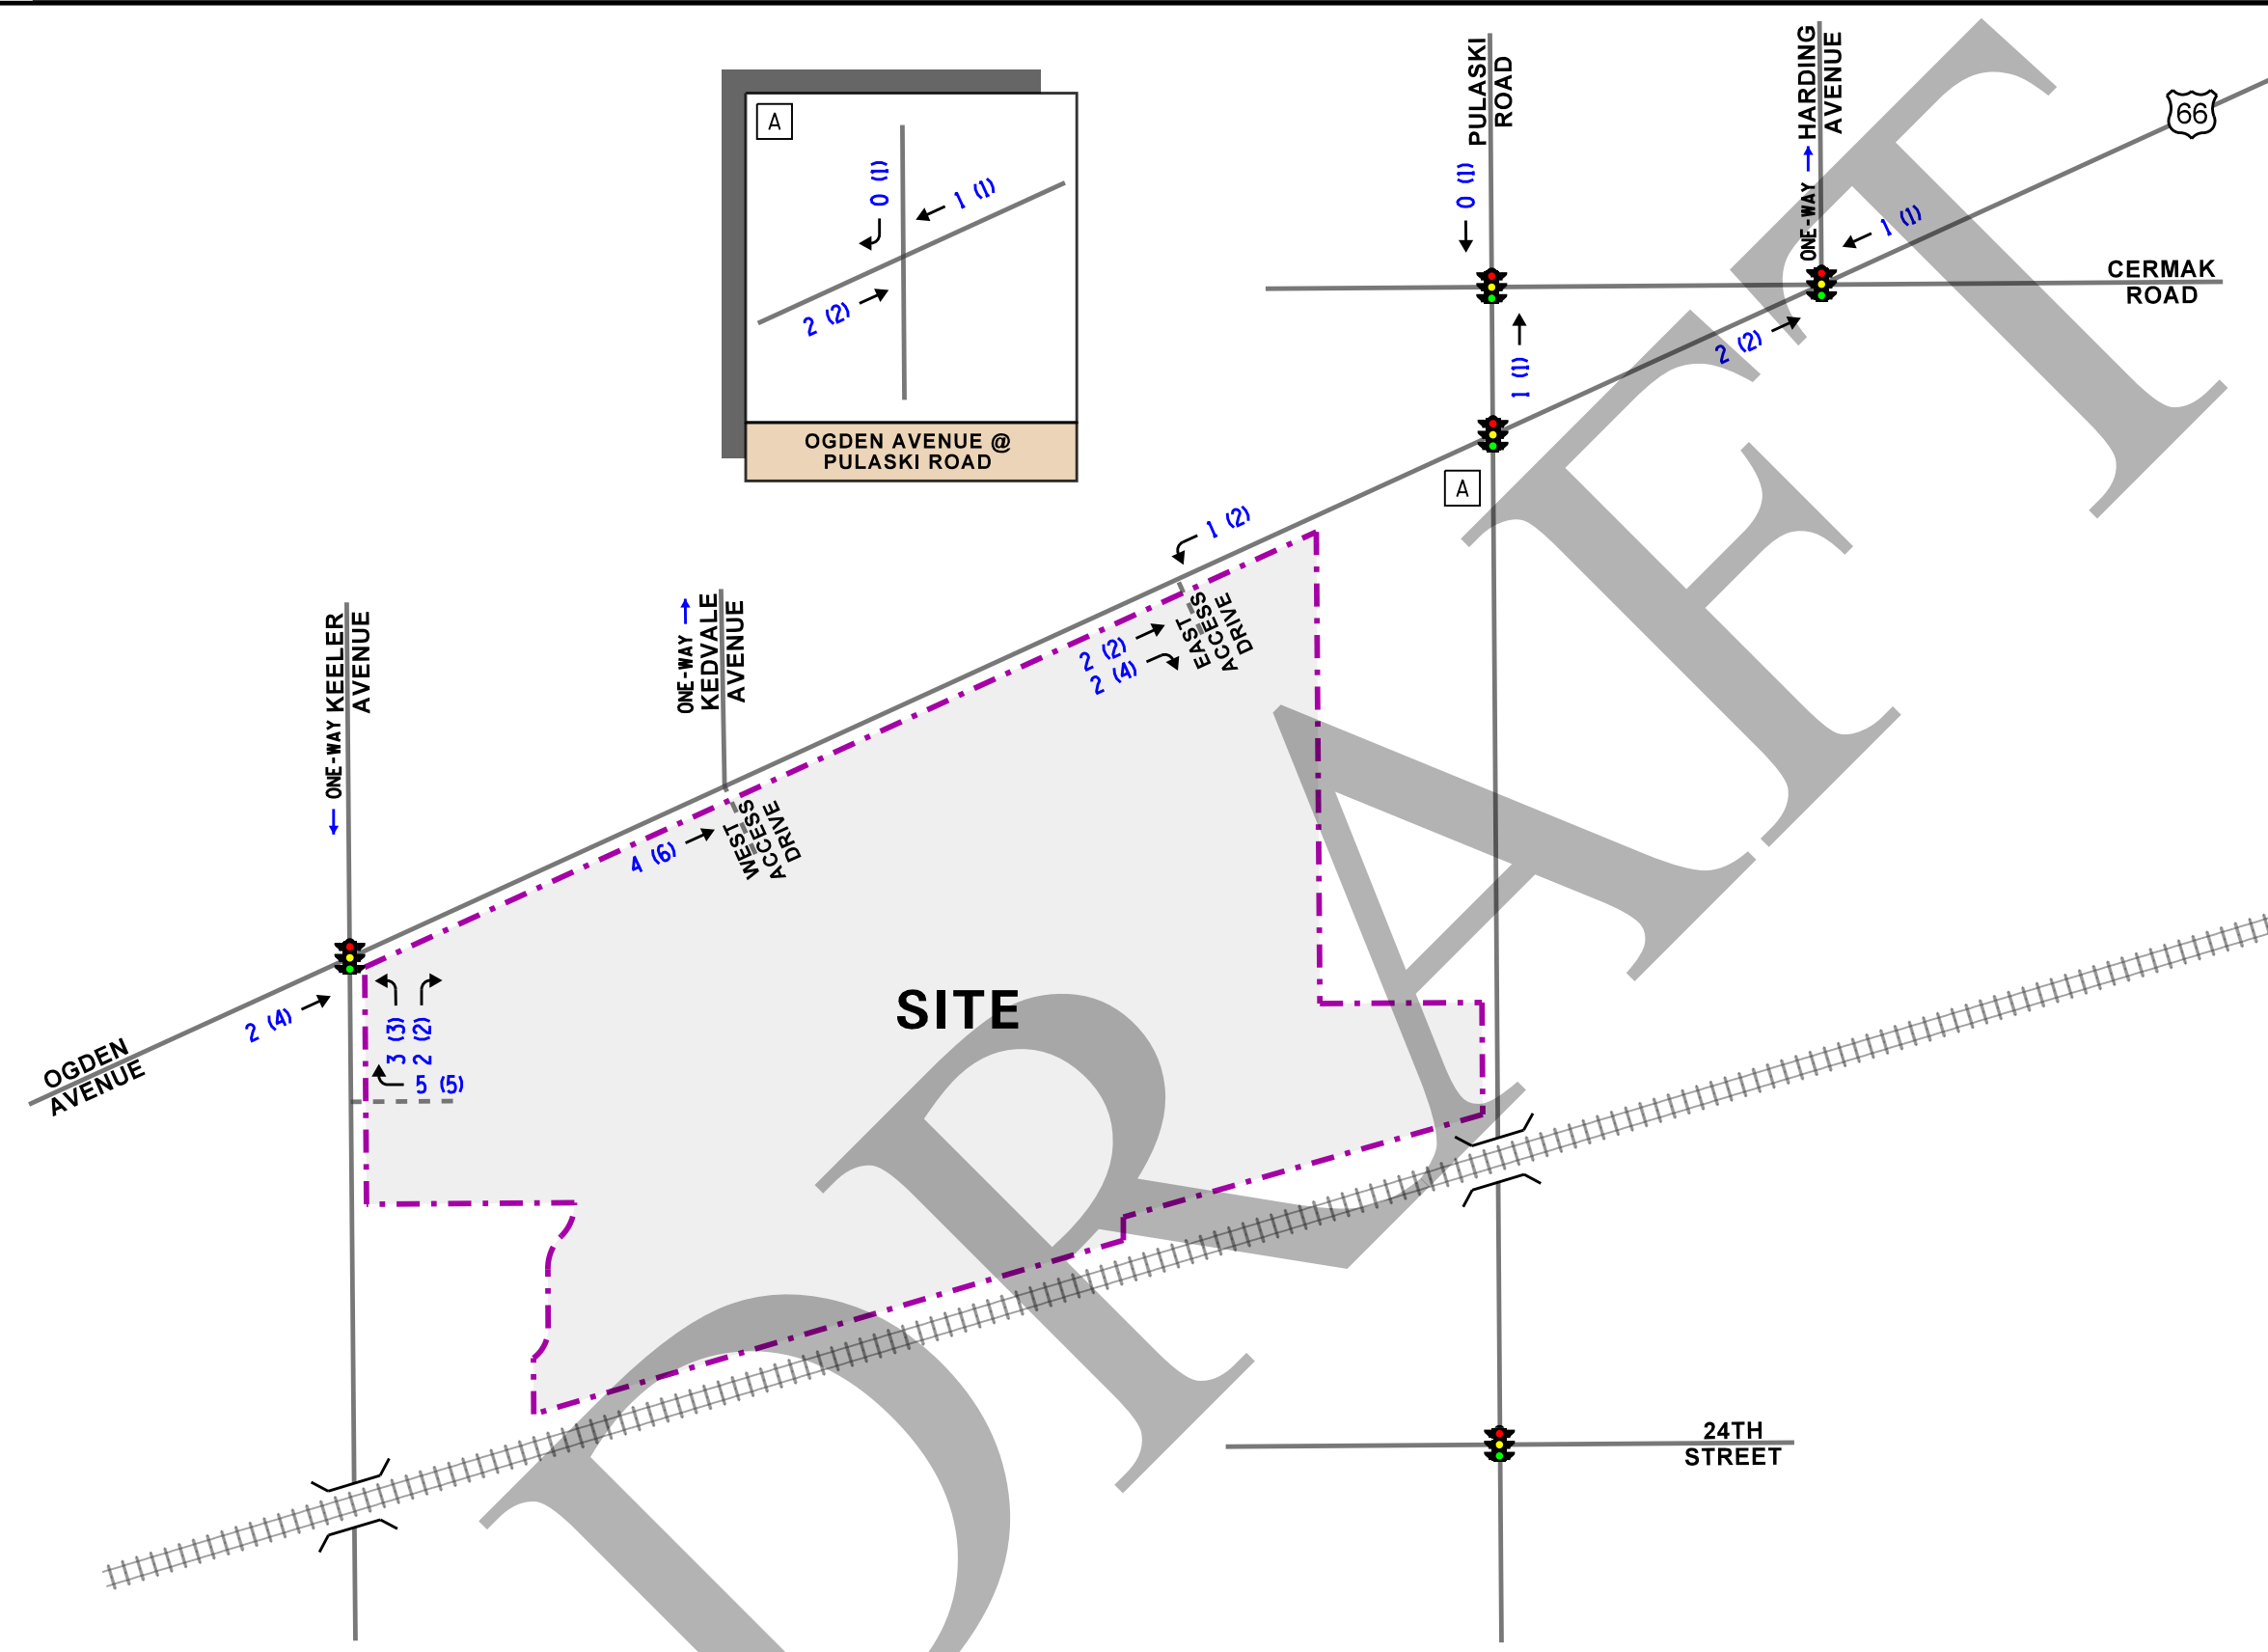 PULASKI
ROAD
ONE-WAY HARDING
AVENUE
66
A
0 (1)
1 (1)
2 (2)
OGDEN AVENUE @
PULASKI ROAD
0 (1)
1 (1)
CERMAK
ROAD
2 (2)
1 (1)
A
1 (2)
2 (2)
2 (4)
EAST
ACCESS
DRIVE
ONE-WAY KEELER
AVENUE
ONE-WAY
KEDVALE
AVENUE
4 (6)
WEST
ACCESS
DRIVE
SITE
2 (4)
3 (3)
2 (2)
5 (5)
OGDEN
AVENUE
24TH
STREET
DRAFT